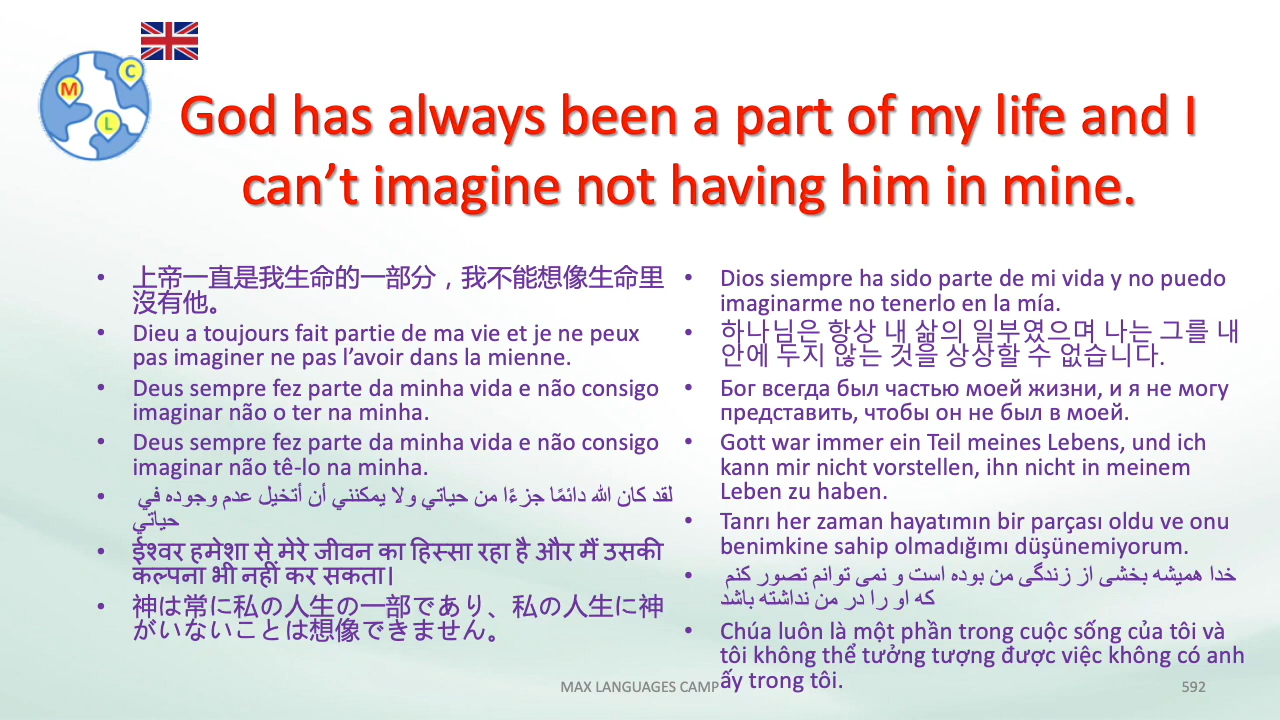 C
M
L
God has always been a part of my life and I
can’t imagine not having him in mine.
• 上帝一直是我生命的一部分，我不能想像生命里
沒有他。
• Dieu a toujours fait partie de ma vie et je ne peux
pas imaginer ne pas l’avoir dans la mienne.
• Deus sempre fez parte da minha vida e não consigo
imaginar não o ter na minha.
• Deus sempre fez parte da minha vida e não consigo
imaginar não tê-lo na minha.
• لقد كان الله دائمًا جزءًا من حياتي ولا يمكنني أن أتخيل عدم وجوده في
حياتي
• ईश्वर हमेशा से मेरे जीवन का हिस्सा रहा है और मैं उसकी
कल्पना भी नहीं कर सकता।
• 神は常に私の人生の一部であり、私の人生に神
がいないことは想像できません。
• Dios siempre ha sido parte de mi vida y no puedo
imaginarme no tenerlo en la mía.
• 하나님은 항상 내 삶의 일부였으며 나는 그를 내
안에 두지 않는 것을 상상할 수 없습니다.
• Бог всегда был частью моей жизни, и я не могу
представить, чтобы он не был в моей.
• Gott war immer ein Teil meines Lebens, und ich
kann mir nicht vorstellen, ihn nicht in meinem
Leben zu haben.
• Tanrı her zaman hayatımın bir parçası oldu ve onu
benimkine sahip olmadığımı düşünemiyorum.
• خدا همیشه بخشی از زندگی من بوده است و نمی توانم تصور کنم
که او را در من نداشته باشد
• Chúa luôn là một phần trong cuộc sống của tôi và
tôi không thể tưởng tượng được việc không có anh
ấy trong tôi.
MAX LANGUAGES CAMP
592